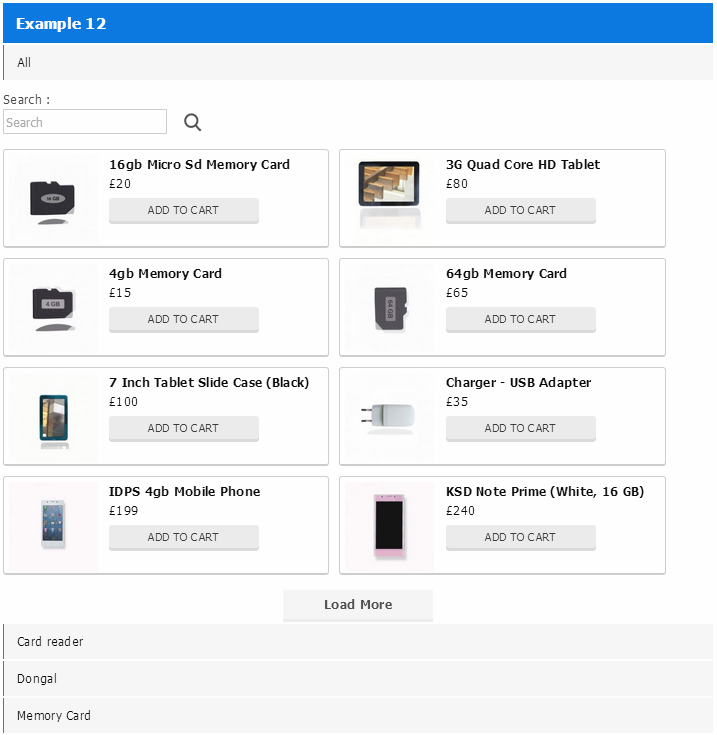 Example 12
All
Search :
Search
16gb Micro Sd Memory Card
£20
ADD TO CART
16 GB
3G Quad Core HD Tablet
£80
ADD TO CART
4gb Memory Card
£15
ADD TO CART
4 GB
64gb Memory Card
£65
ADD TO CART
64 GB
7 Inch Tablet Slide Case (Black)
£100
ADD TO CART
Charger - USB Adapter
£35
ADD TO CART
IDPS 4gb Mobile Phone
£199
ADD TO CART
KSD Note Prime (White, 16 GB)
£240
ADD TO CART
Load More
Card reader
Dongal
Memory Card